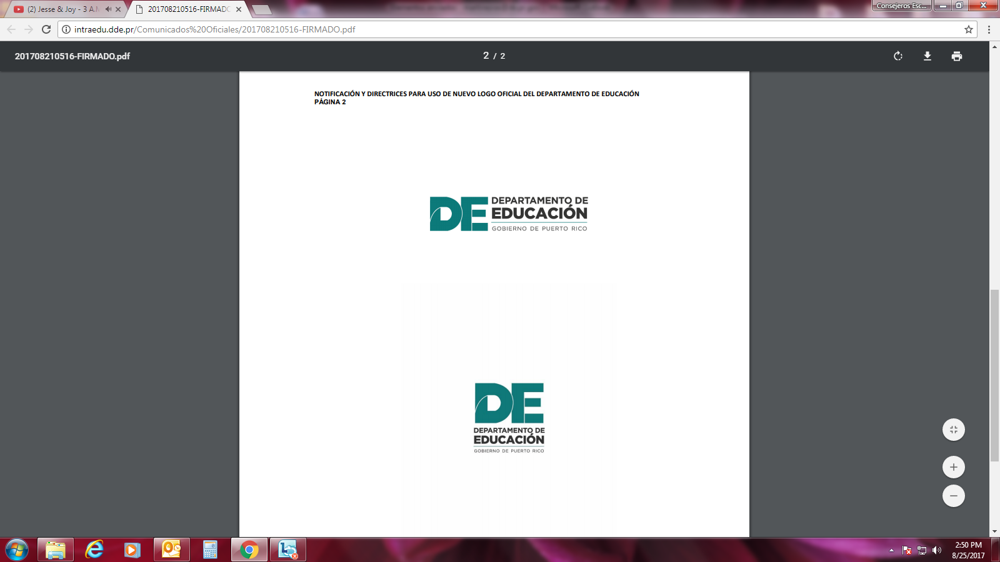 (2) Jesse & Joy - 3 A.M
201708210516-FIRMADO
Consejeros Esc...
intraedu.dde.pr/Comunicados%20Oficiales/201708210516-FIRMADO.pdf
201708210516-FIRMADO.pdf
2 / 2
NOTIFICACIÓN Y DIRECTRICES PARA USO DE NUEVO LOGO OFICIAL DEL DEPARTAMENTO DE EDUCACIÓN
PÁGINA 2
DE
DEPARTAMENTO DE
EDUCACIÓN
GOBIERNO DE PUERTO RICO
DE
DEPARTAMENTO DE
EDUCACIÓN
GOBIERNO DE PUERTO RICO
2:50 PM
8/25/2017